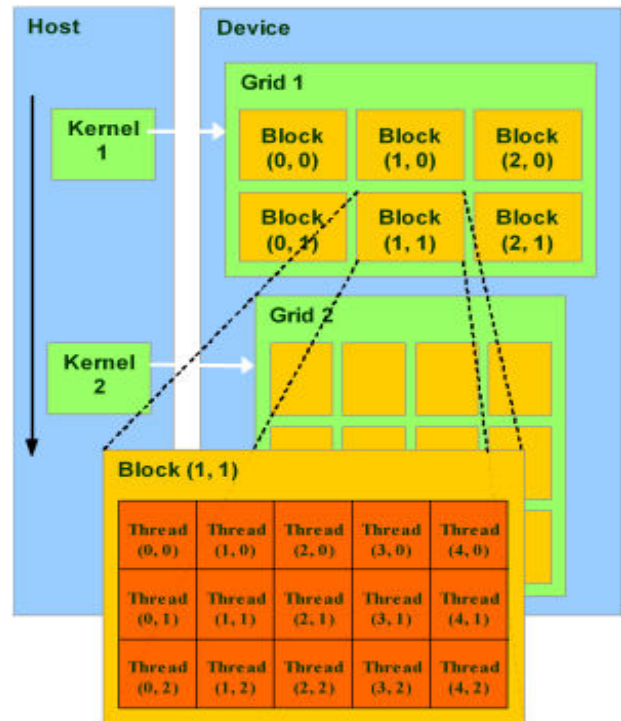 Host
Device
Grid 1
Kernel
1
Block
(0, 0)
Block
(1, 0)
Block
(2, 0)
Block
(0, 1)
Block
(1, 1)
Block
(2, 1)
Grid 2
Kernel
2
Block (1, 1)
Thread
(0, 0)
Thread
(1, 0)
Thread
(2, 0)
Thread
(3, 0)
Thread
(4, 0)
Thread
(0, 1)
Thread
(1, 1)
Thread
(2, 1)
Thread
(3, 1)
Thread
(4, 1)
Thread
(0, 2)
Thread
(1, 2)
Thread
(2, 2)
Thread
(3, 2)
Thread
(4, 2)